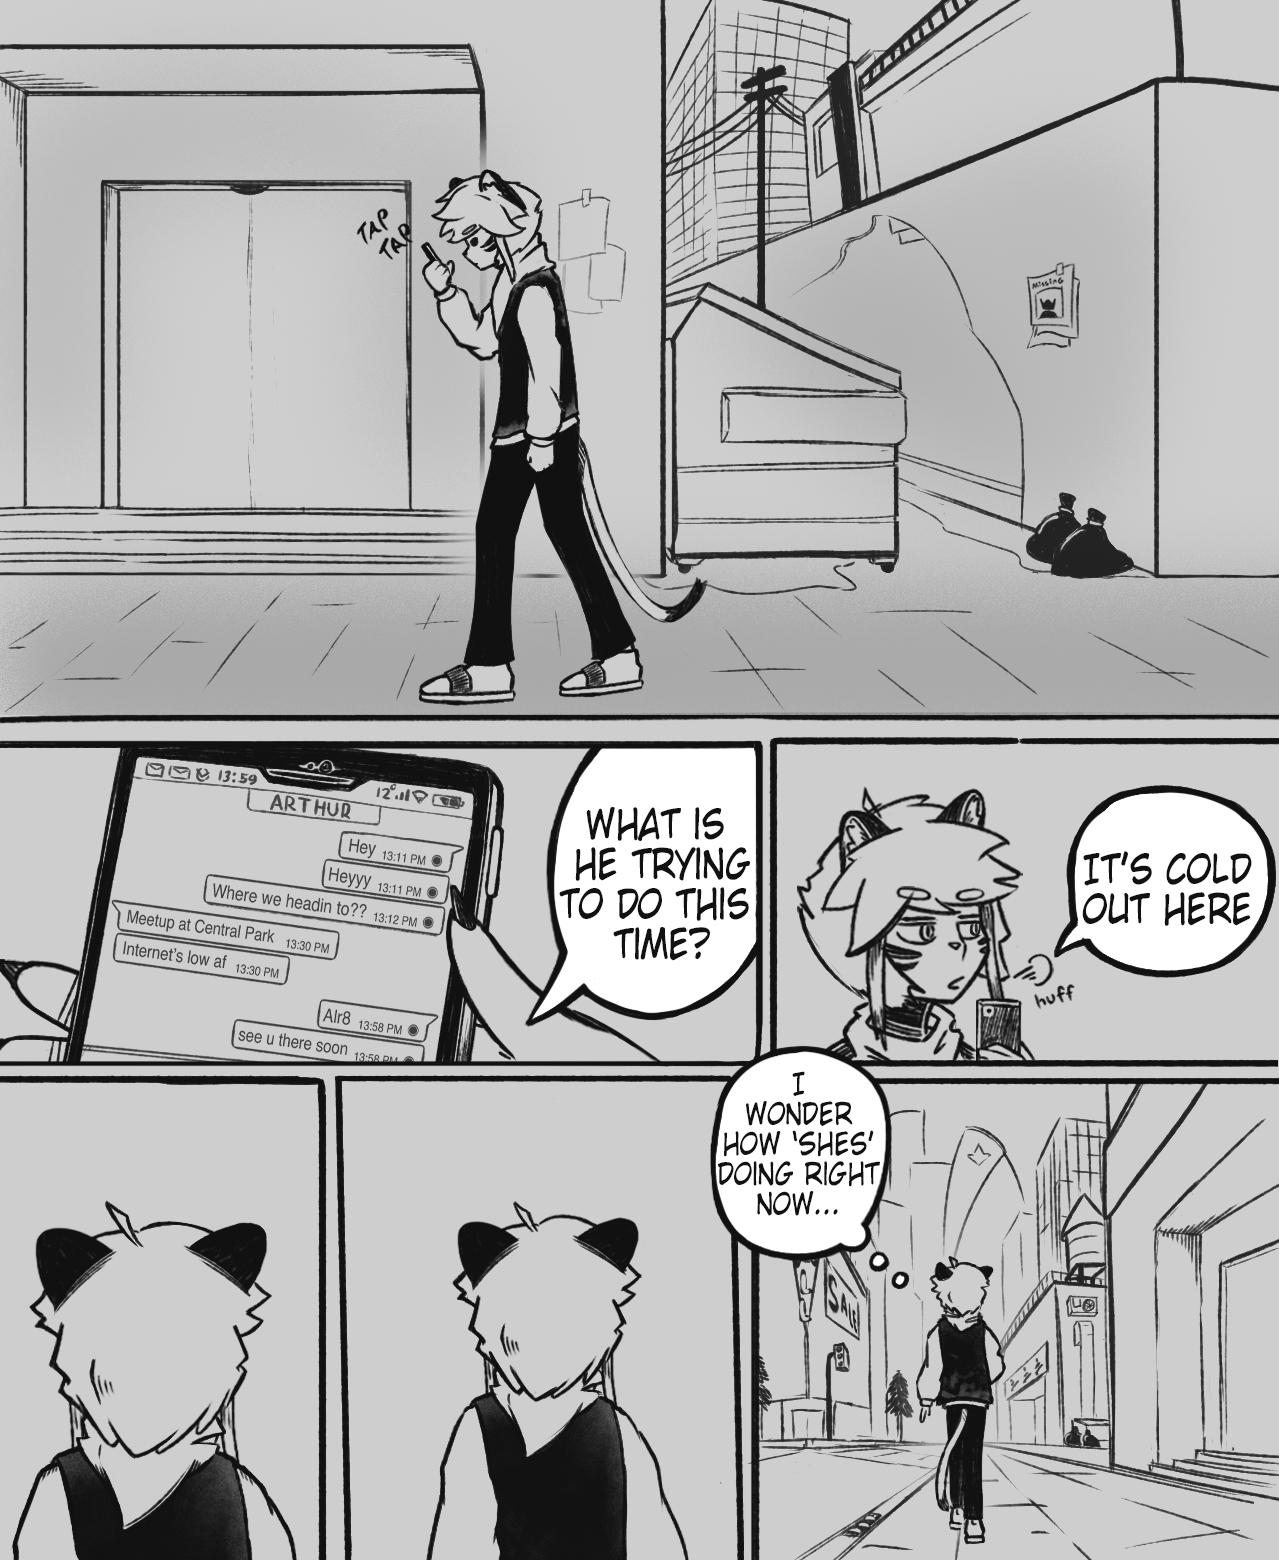 TAP
TAP
MISSING
13:59
12°
ARTHUR
Hey 13:11 PM
Heyyy 13:11 PM
Where we headin to?? 13:12 PM
Meetup at Central Park 13:30 PM
Internet's low af 13:30 PM
Alr8 13:58 PM
see u there soon 13:58 PM
WHAT IS
HE TRYING
TO DO THIS
TIME?
IT'S COLD
OUT HERE
huff
I
WONDER
HOW 'SHES'
DOING RIGHT
NOW...
SALE